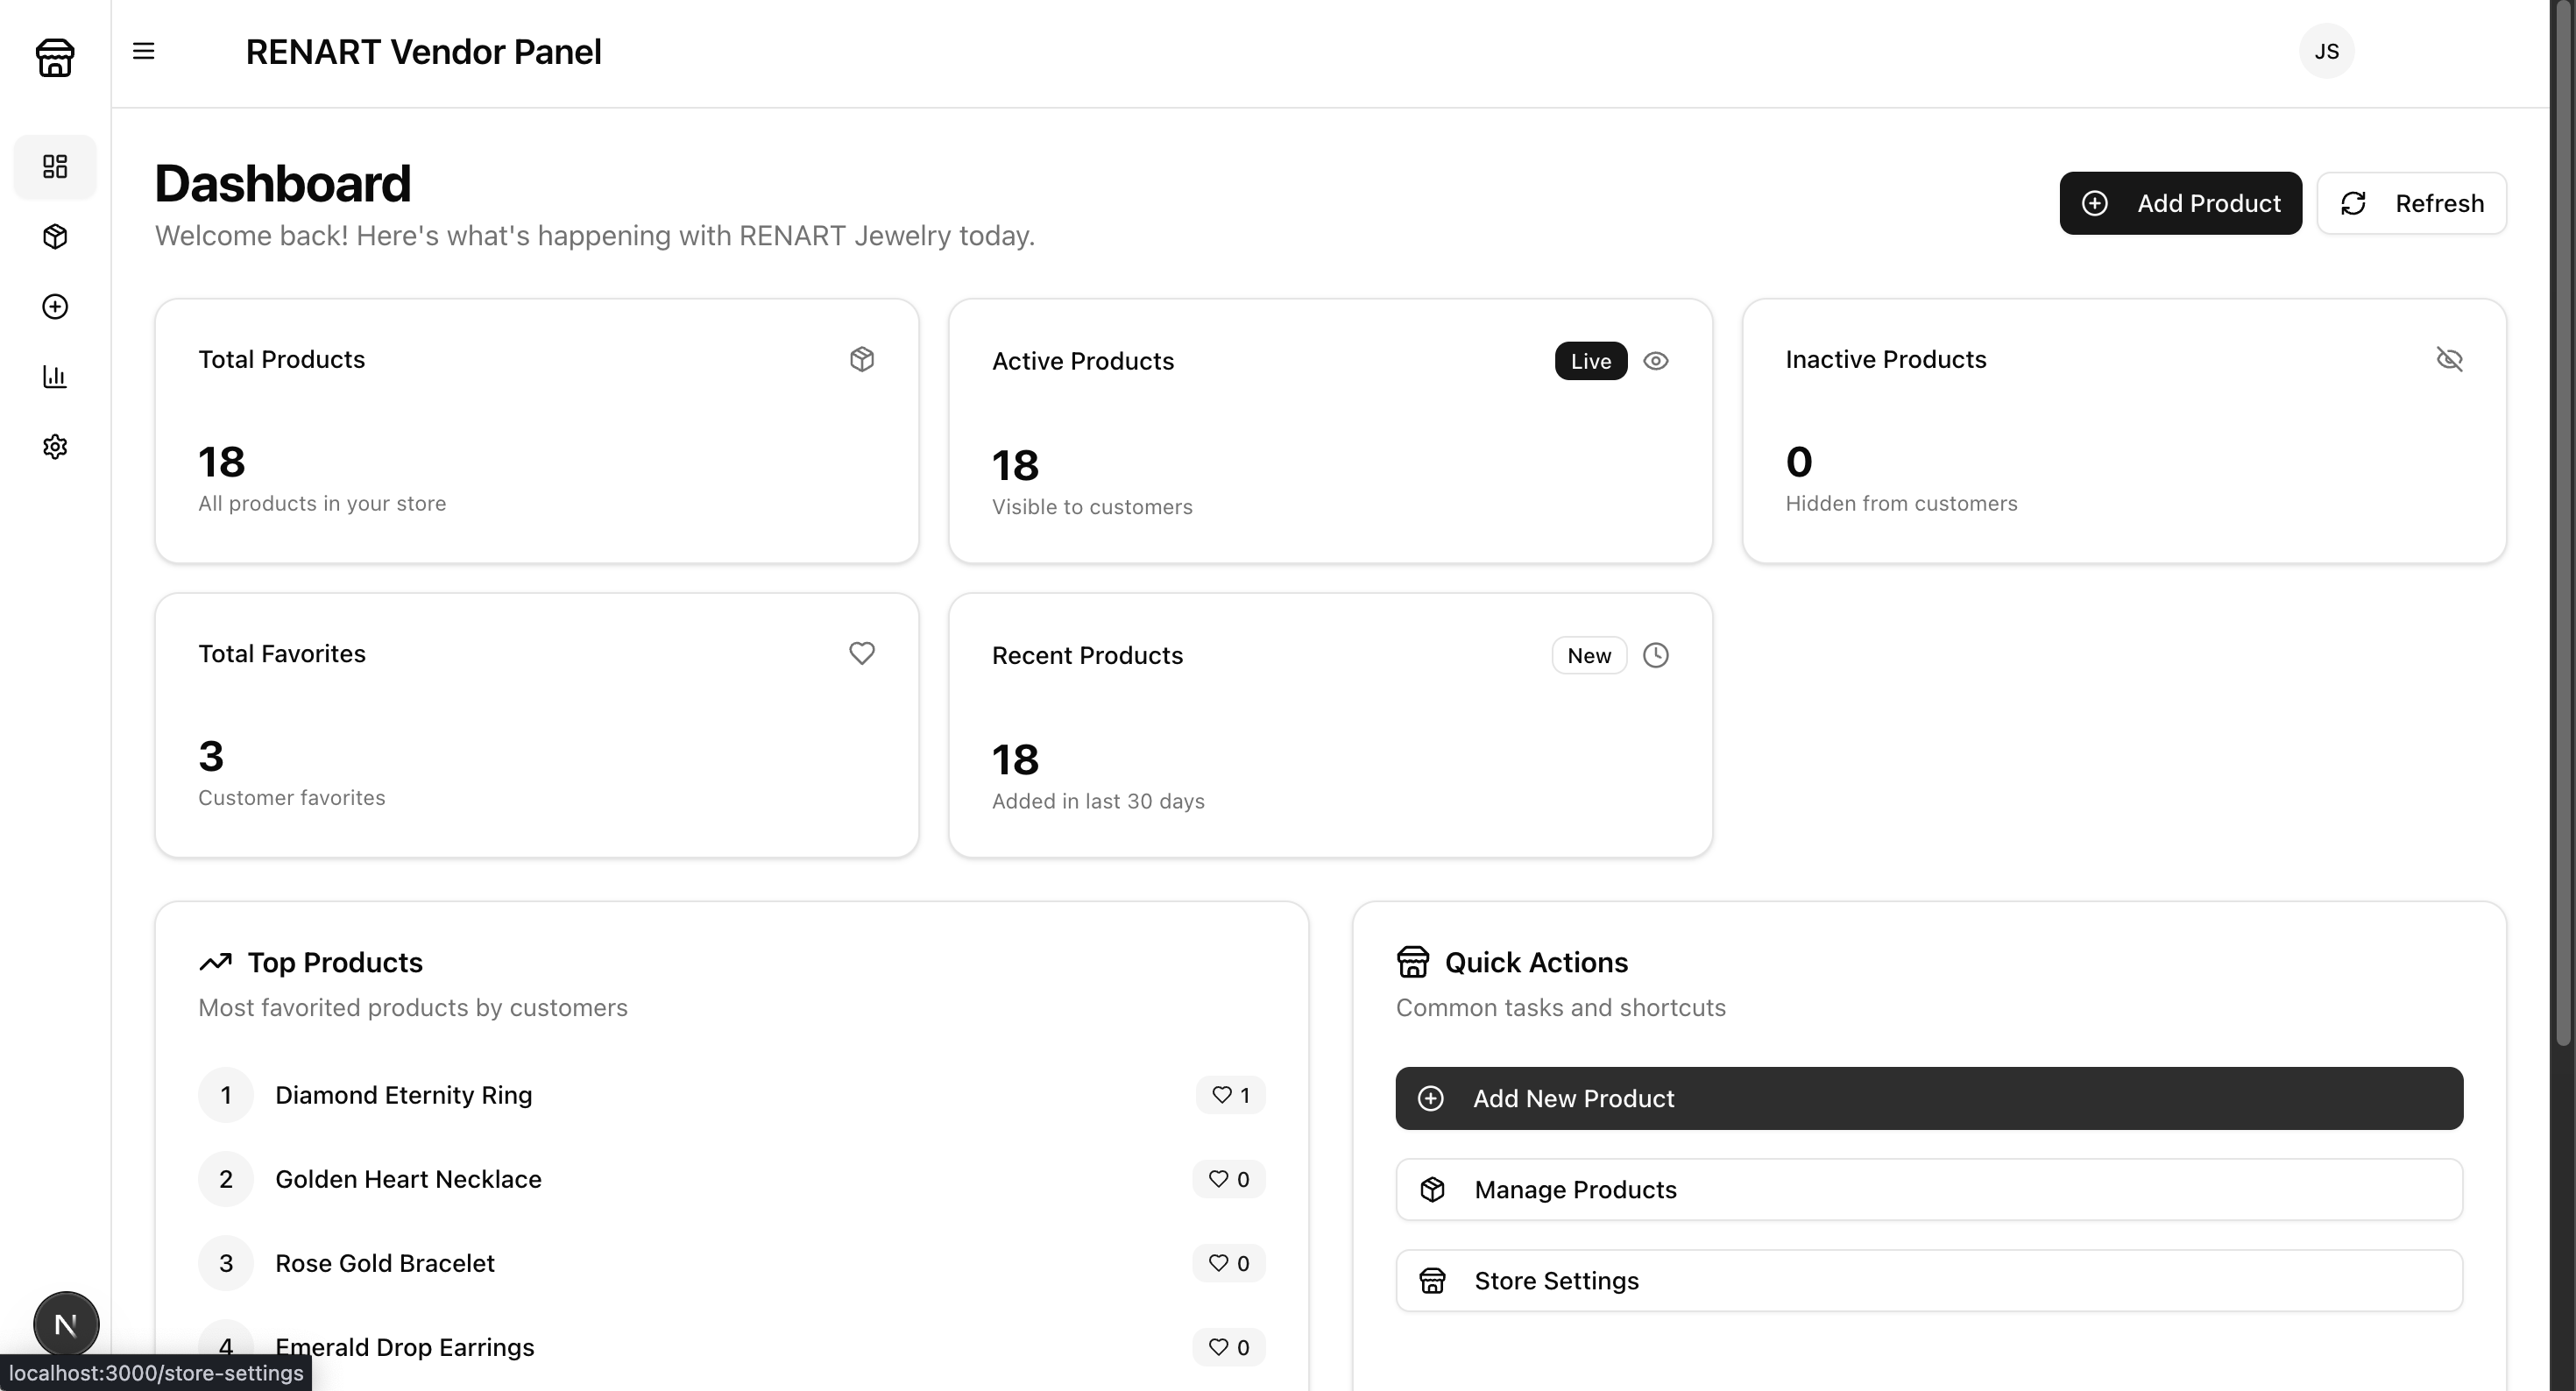 RENART Vendor Panel
JS
Dashboard
Welcome back! Here's what's happening with RENART Jewelry today.
Add Product
Refresh
Total Products
18
All products in your store
Active Products
Live
18
Visible to customers
Inactive Products
0
Hidden from customers
Total Favorites
3
Customer favorites
Recent Products
New
18
Added in last 30 days
Top Products
Most favorited products by customers
1 Diamond Eternity Ring 1
2 Golden Heart Necklace 0
3 Rose Gold Bracelet 0
4 Emerald Drop Earrings 0
Quick Actions
Common tasks and shortcuts
Add New Product
Manage Products
Store Settings
N
localhost:3000/store-settings